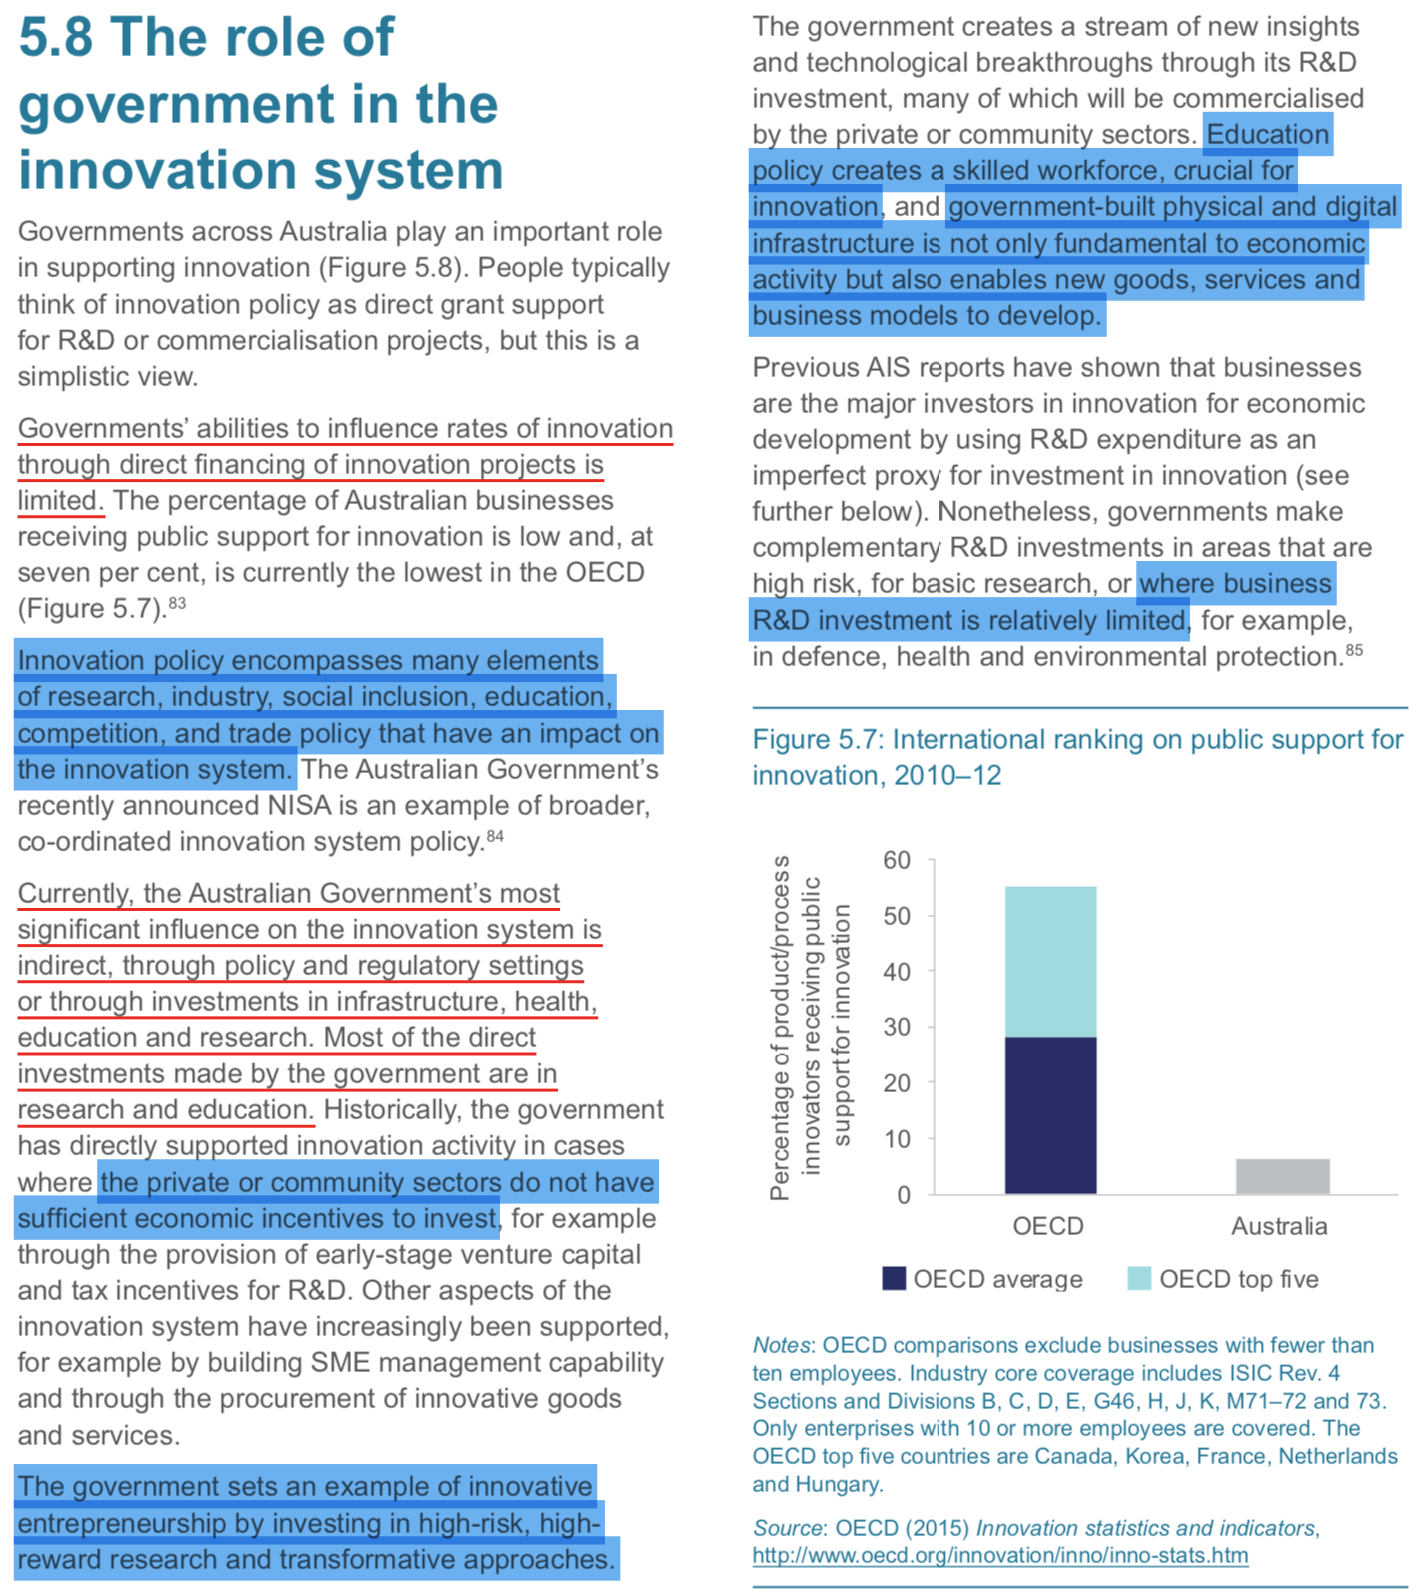 5.8 The role of
government in the
innovation system
Governments across Australia play an important role
in supporting innovation (Figure 5.8). People typically
think of innovation policy as direct grant support
for R&D or commercialisation projects, but this is a
simplistic view.
Governments’ abilities to influence rates of innovation
through direct financing of innovation projects is
limited. The percentage of Australian businesses
receiving public support for innovation is low and, at
seven per cent, is currently the lowest in the OECD
(Figure 5.7).83
Innovation policy encompasses many elements
of research, industry, social inclusion, education,
competition, and trade policy that have an impact on
the innovation system. The Australian Government’s
recently announced NISA is an example of broader,
co-ordinated innovation system policy.84
Currently, the Australian Government’s most
significant influence on the innovation system is
indirect, through policy and regulatory settings
or through investments in infrastructure, health,
education and research. Most of the direct
investments made by the government are in
research and education. Historically, the government
has directly supported innovation activity in cases
where the private or community sectors do not have
sufficient economic incentives to invest, for example
through the provision of early-stage venture capital
and tax incentives for R&D. Other aspects of the
innovation system have increasingly been supported,
for example by building SME management capability
and through the procurement of innovative goods
and services.
The government sets an example of innovative
entrepreneurship by investing in high-risk, high-
reward research and transformative approaches.
The government creates a stream of new insights
and technological breakthroughs through its R&D
investment, many of which will be commercialised
by the private or community sectors. Education
policy creates a skilled workforce, crucial for
innovation, and government-built physical and digital
infrastructure is not only fundamental to economic
activity but also enables new goods, services and
business models to develop.
Previous AIS reports have shown that businesses
are the major investors in innovation for economic
development by using R&D expenditure as an
imperfect proxy for investment in innovation (see
further below). Nonetheless, governments make
complementary R&D investments in areas that are
high risk, for basic research, or where business
R&D investment is relatively limited, for example,
in defence, health and environmental protection.85
Figure 5.7: International ranking on public support for
innovation, 2010–12
Percentage of product/process
innovators receiving public
support for innovation
60
50
40
30
20
10
0
OECD
Australia
OECD average
OECD top five
Notes: OECD comparisons exclude businesses with fewer than
ten employees. Industry core coverage includes ISIC Rev. 4
Sections and Divisions B, C, D, E, G46, H, J, K, M71–72 and 73.
Only enterprises with 10 or more employees are covered. The
OECD top five countries are Canada, Korea, France, Netherlands
and Hungary.
Source: OECD (2015) Innovation statistics and indicators,
http://www.oecd.org/innovation/inno/inno-stats.htm